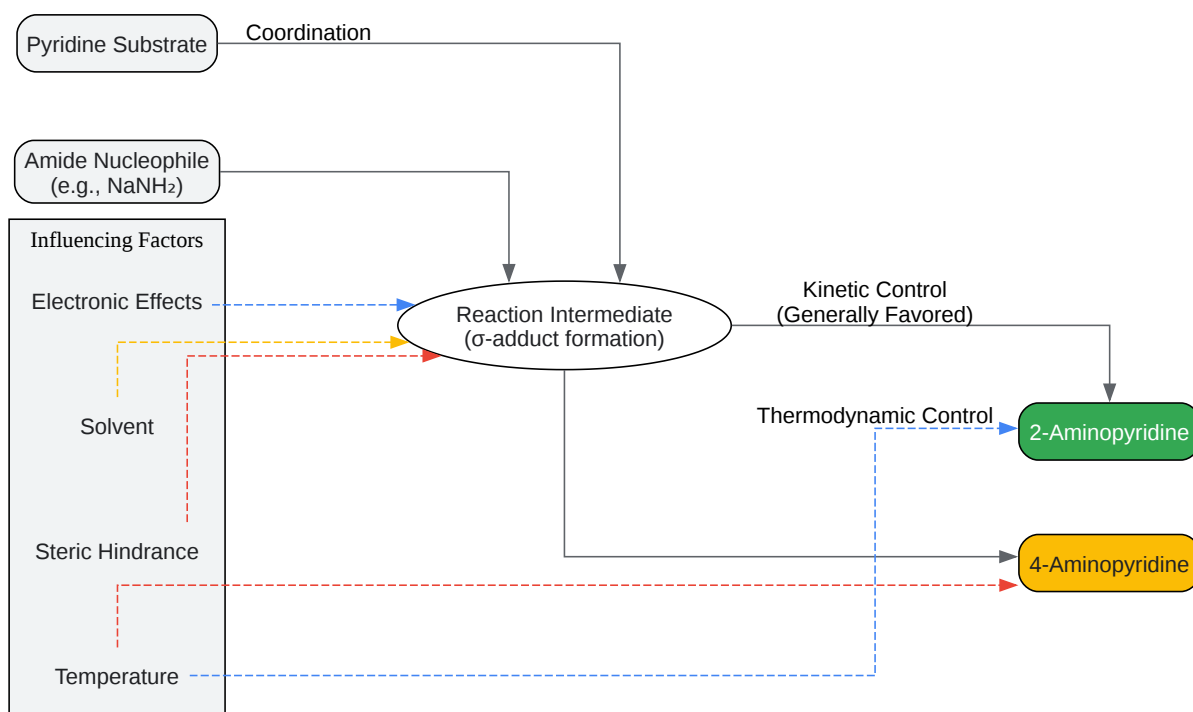 Pyridine Substrate
Coordination
Amide Nucleophile
(e.g., NaNH₂)
Influencing Factors
Electronic Effects
Solvent
Steric Hindrance
Temperature
Reaction Intermediate
(σ-adduct formation)
Kinetic Control
(Generally Favored)
Thermodynamic Control
2-Aminopyridine
4-Aminopyridine